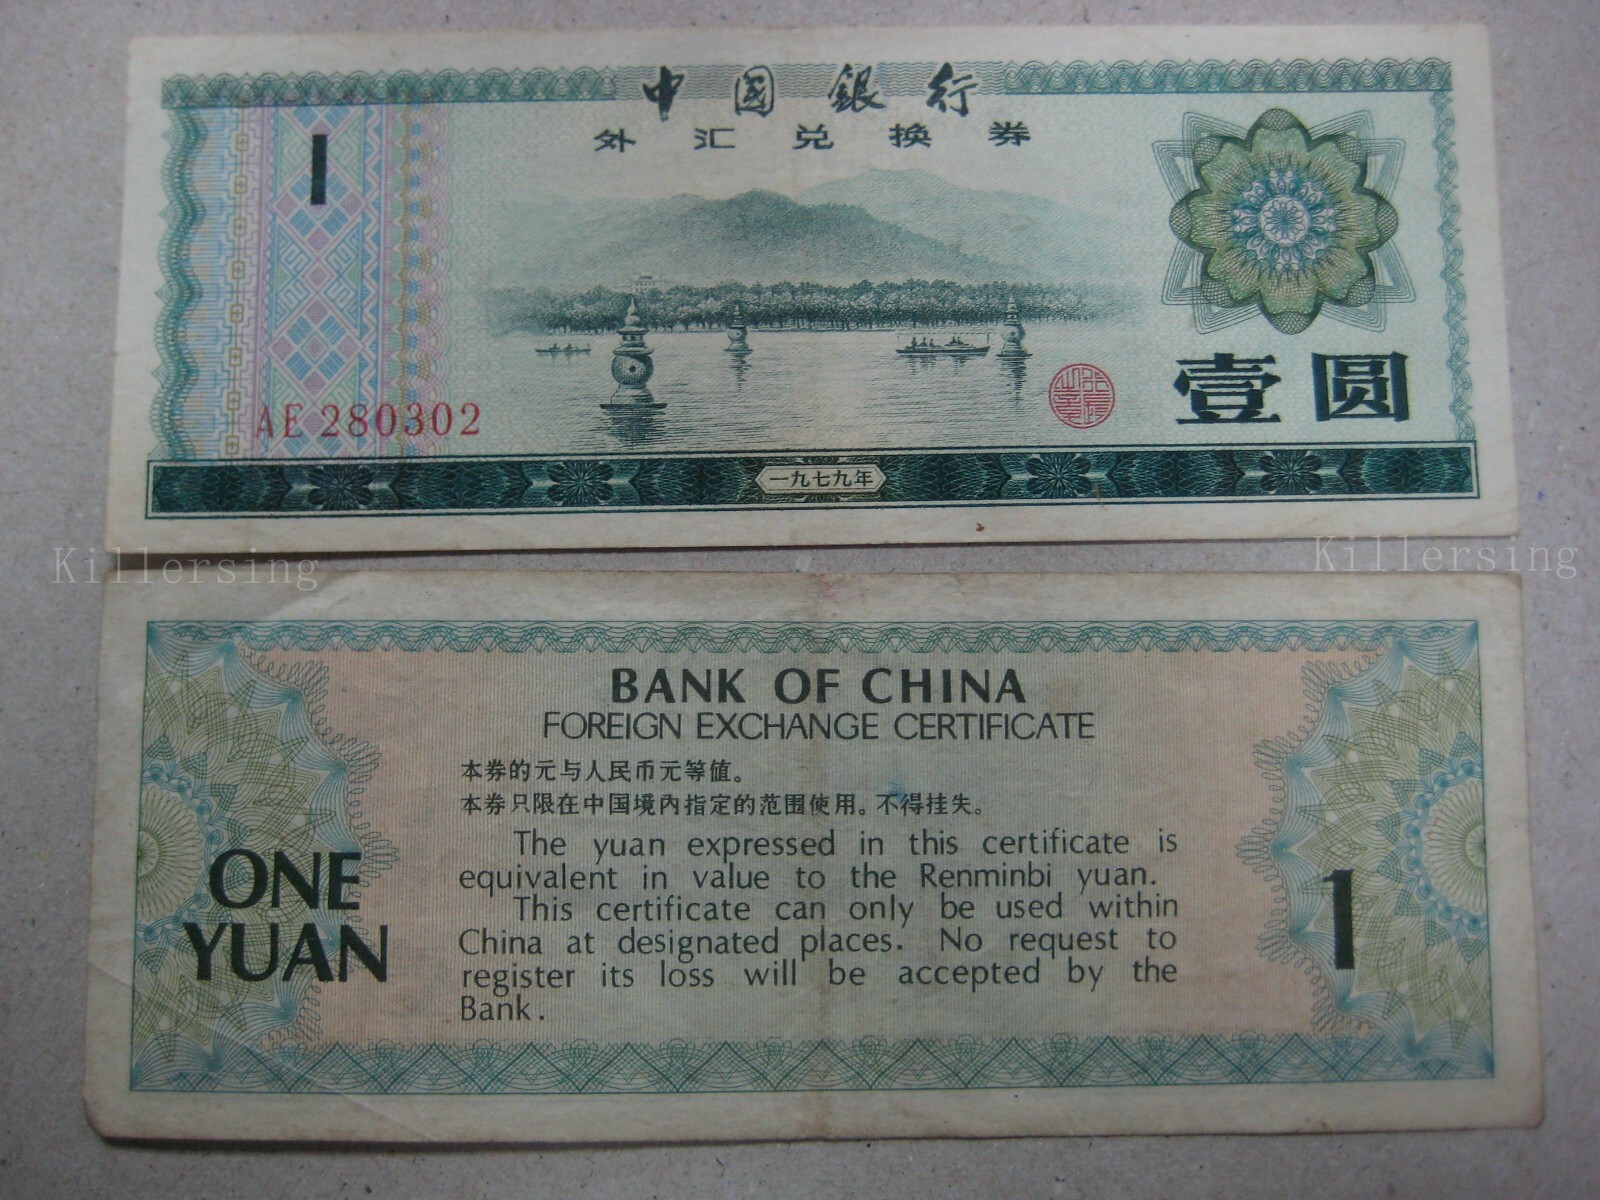 中國銀行
外汇兑换券
1
AE 280302
壹圆
一九七九年
Killersing
Killersing
BANK OF CHINA
FOREIGN EXCHANGE CERTIFICATE
本券的元与人民币元等值。
本券只限在中国境内指定的范围使用。不得挂失。
The yuan expressed in this certificate is
equivalent in value to the Renminbi yuan.
This certificate can only be used within
China at designated places. No request to
register its loss will be accepted by the
Bank.
ONE
YUAN
1